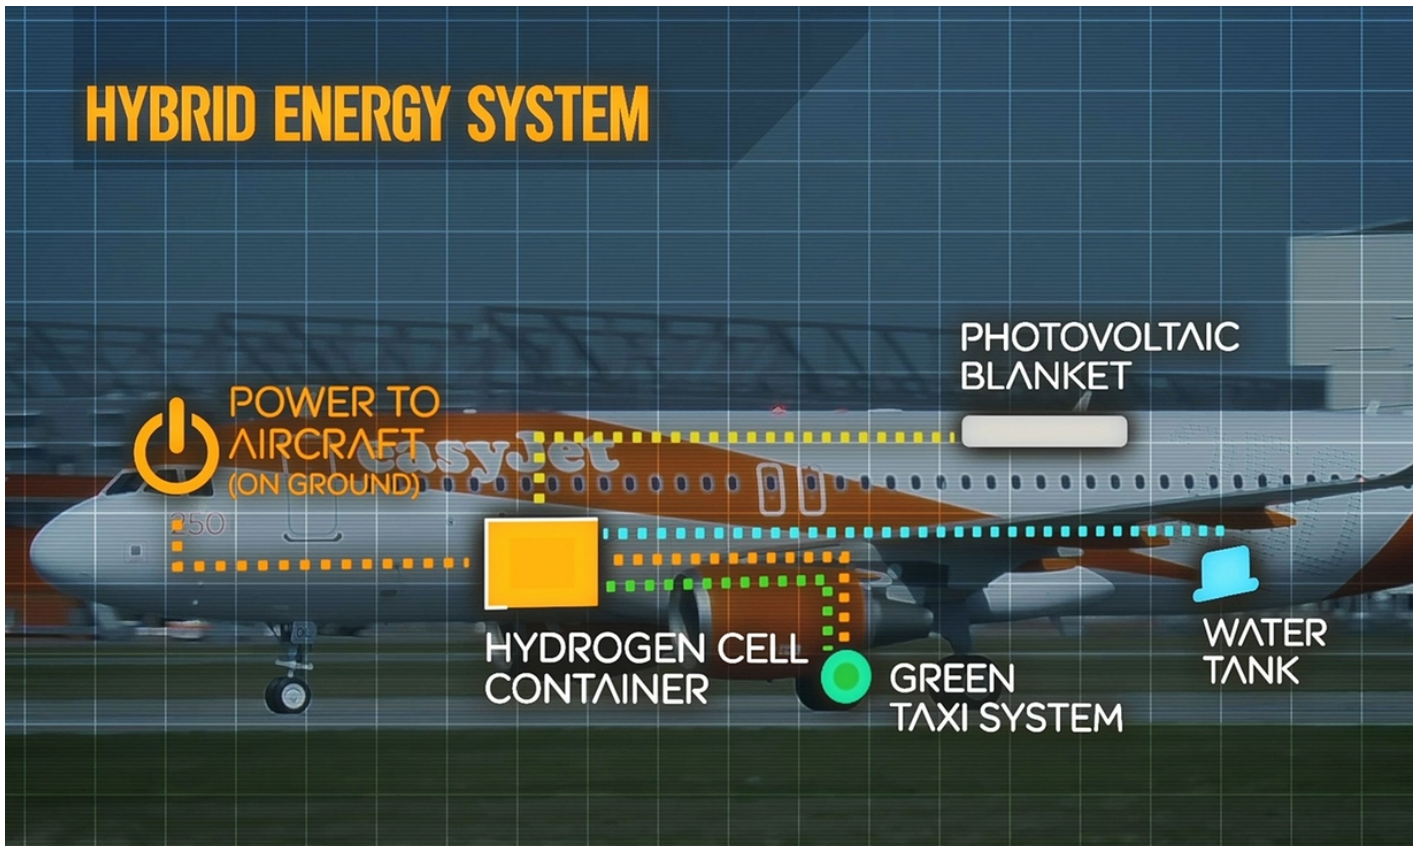 HYBRID ENERGY SYSTEM
PHOTOVOLTAIC
BLANKET
POWER TO
AIRCRAFT
(ON GROUND)
easyJet
250
HYDROGEN CELL
CONTAINER
GREEN
TAXI SYSTEM
WATER
TANK